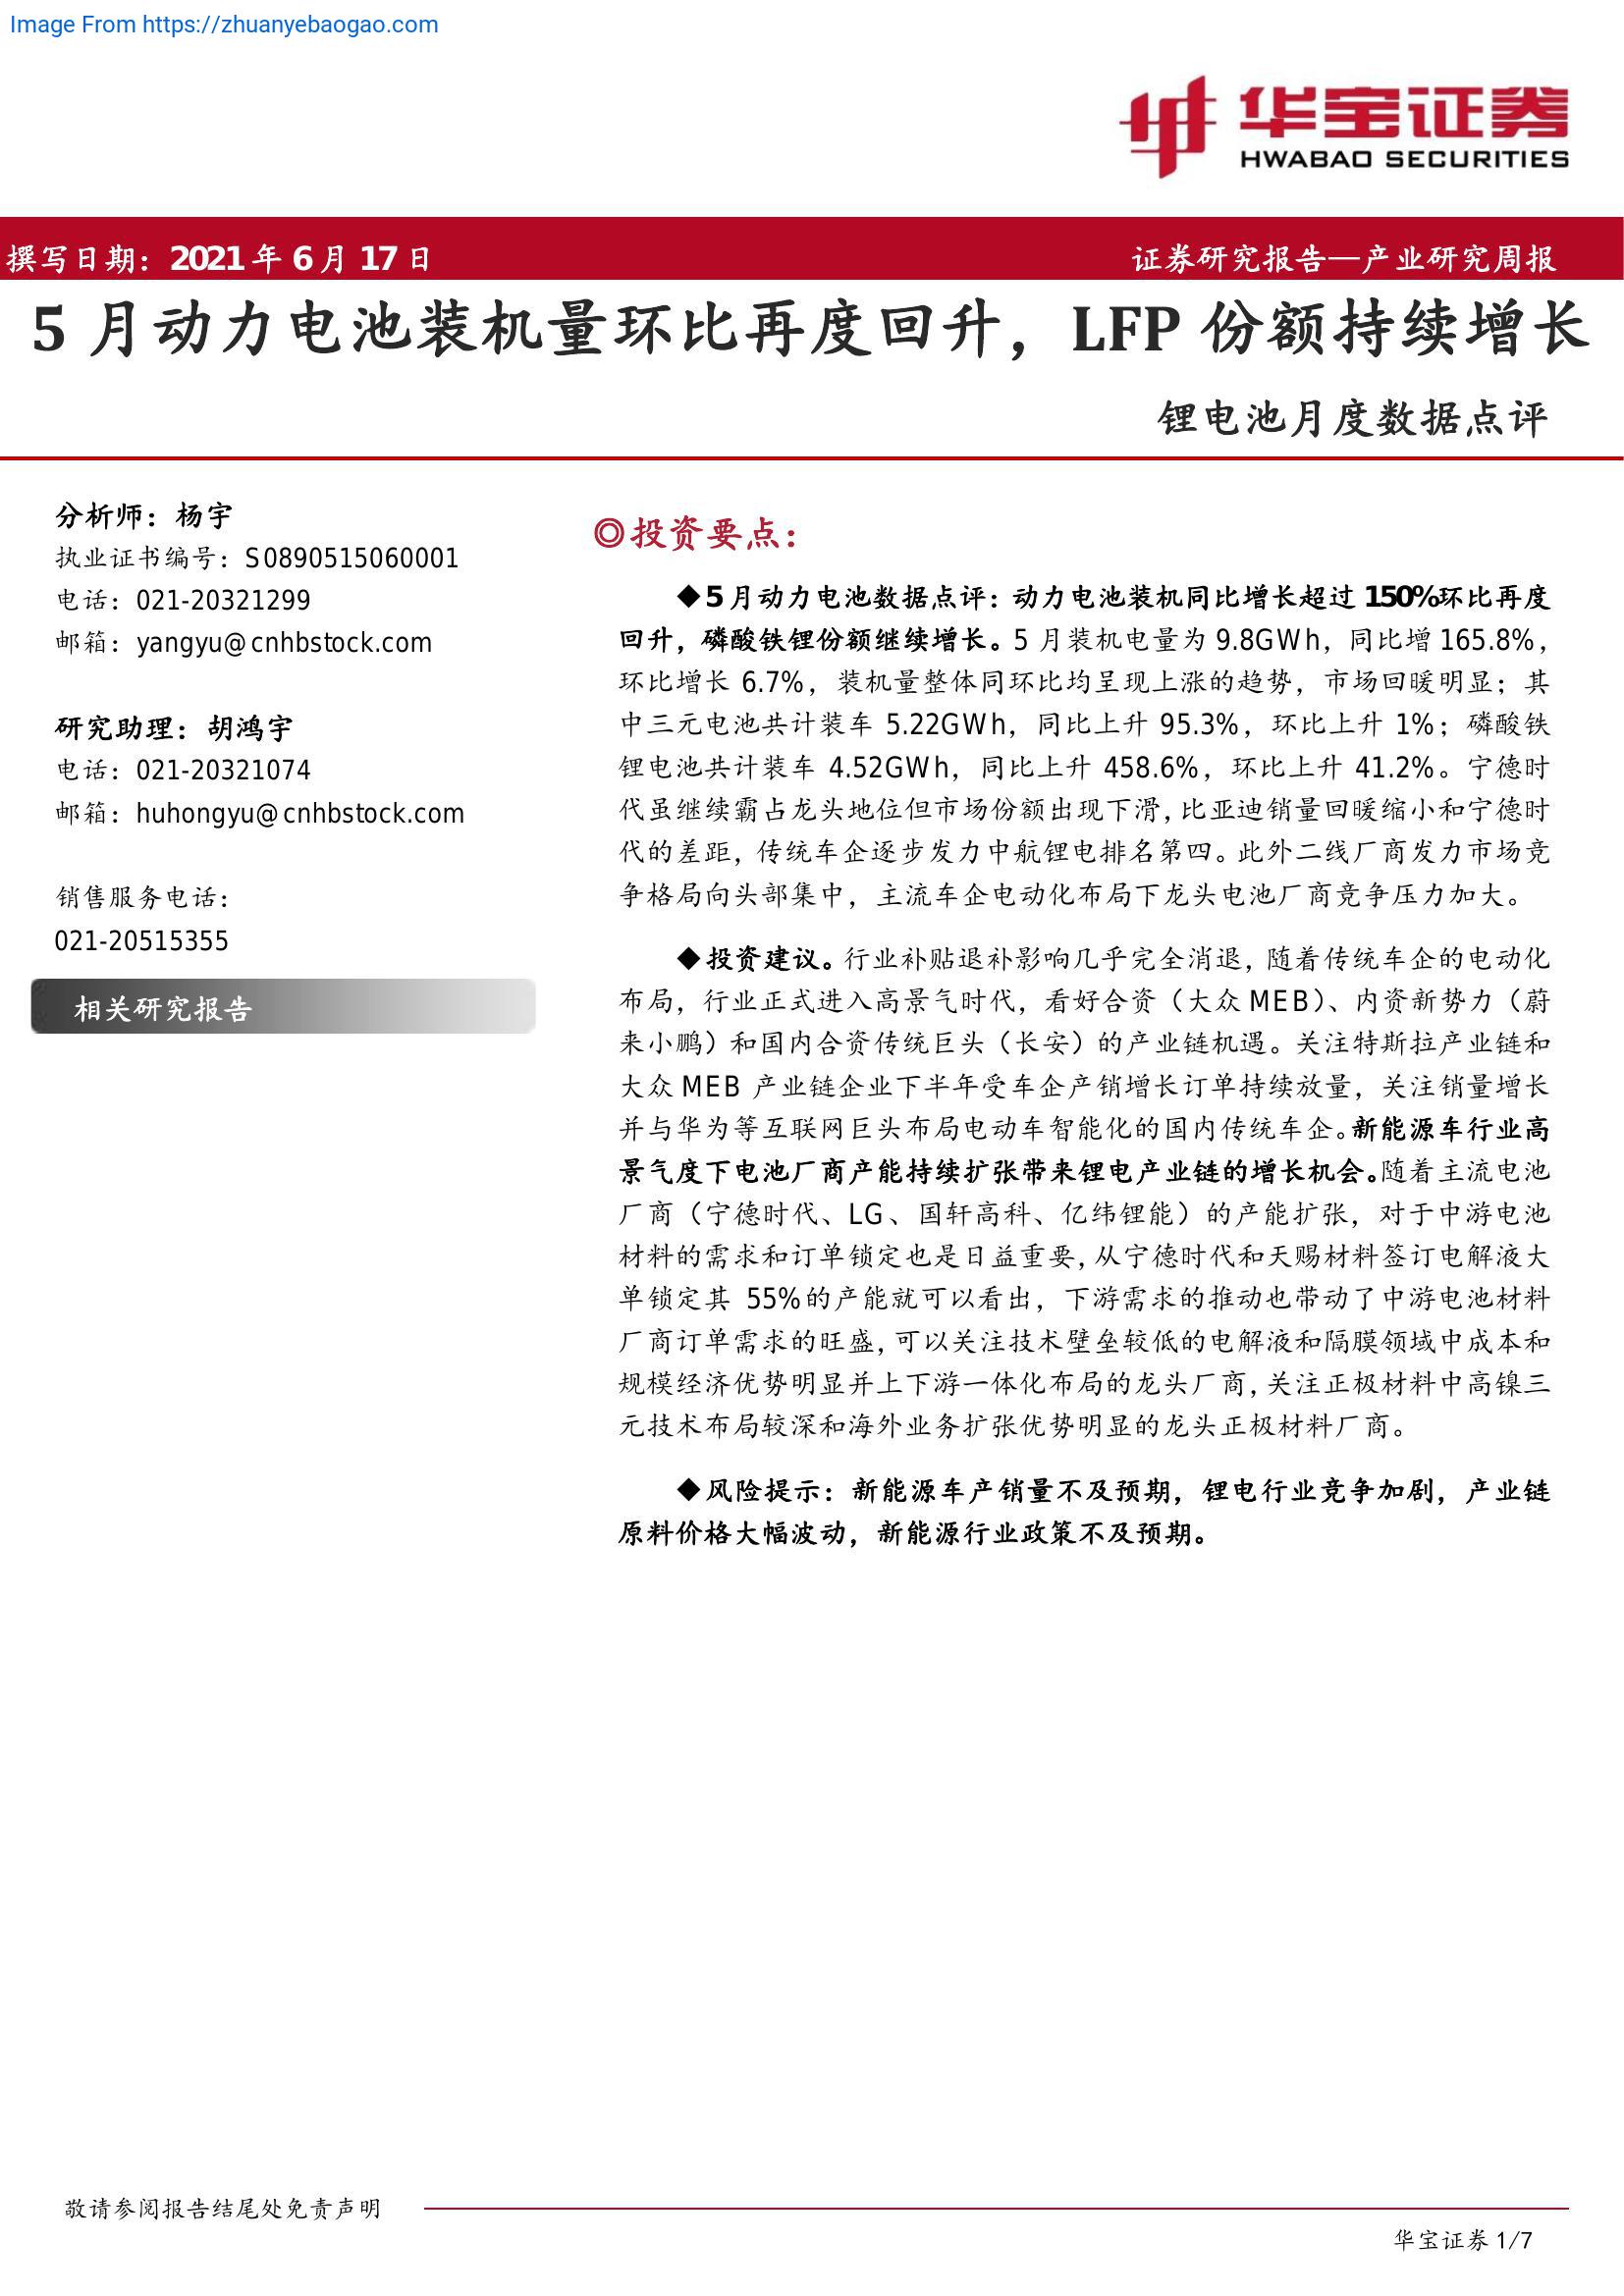 Image From https://zhuanyebaogao.com
华宝证券
HWABAO SECURITIES
撰写日期：2021 年 6 月 17 日
证券研究报告—产业研究周报
5 月动力电池装机量环比再度回升，LFP 份额持续增长
锂电池月度数据点评
分析师：杨宇
执业证书编号：S0890515060001
电话：021-20321299
邮箱：yangyu@cnhbstock.com
研究助理：胡鸿宇
电话：021-20321074
邮箱：huhongyu@cnhbstock.com
销售服务电话：
021-20515355
相关研究报告
◎投资要点：
◆5 月动力电池数据点评：动力电池装机同比增长超过 150%环比再度
回升，磷酸铁锂份额继续增长。5 月装机电量为 9.8GWh，同比增 165.8%，
环比增长 6.7%，装机量整体同环比均呈现上涨的趋势，市场回暖明显；其
中三元电池共计装车 5.22GWh，同比上升 95.3%，环比上升 1%；磷酸铁
锂电池共计装车 4.52GWh，同比上升 458.6%，环比上升 41.2%。宁德时
代虽继续霸占龙头地位但市场份额出现下滑，比亚迪销量回暖缩小和宁德时
代的差距，传统车企逐步发力中航锂电排名第四。此外二线厂商发力市场竞
争格局向头部集中，主流车企电动化布局下龙头电池厂商竞争压力加大。
◆投资建议。行业补贴退补影响几乎完全消退，随着传统车企的电动化
布局，行业正式进入高景气时代，看好合资（大众 MEB）、内资新势力（蔚
来小鹏）和国内合资传统巨头（长安）的产业链机遇。关注特斯拉产业链和
大众 MEB 产业链企业下半年受车企产销增长订单持续放量，关注销量增长
并与华为等互联网巨头布局电动车智能化的国内传统车企。新能源车行业高
景气度下电池厂商产能持续扩张带来锂电产业链的增长机会。随着主流电池
厂商（宁德时代、LG、国轩高科、亿纬锂能）的产能扩张，对于中游电池
材料的需求和订单锁定也是日益重要，从宁德时代和天赐材料签订电解液大
单锁定其 55%的产能就可以看出，下游需求的推动也带动了中游电池材料
厂商订单需求的旺盛，可以关注技术壁垒较低的电解液和隔膜领域中成本和
规模经济优势明显并上下游一体化布局的龙头厂商，关注正极材料中高镍三
元技术布局较深和海外业务扩张优势明显的龙头正极材料厂商。
◆风险提示：新能源车产销量不及预期，锂电行业竞争加剧，产业链
原料价格大幅波动，新能源行业政策不及预期。
敬请参阅报告结尾处免责声明
华宝证券 1/7